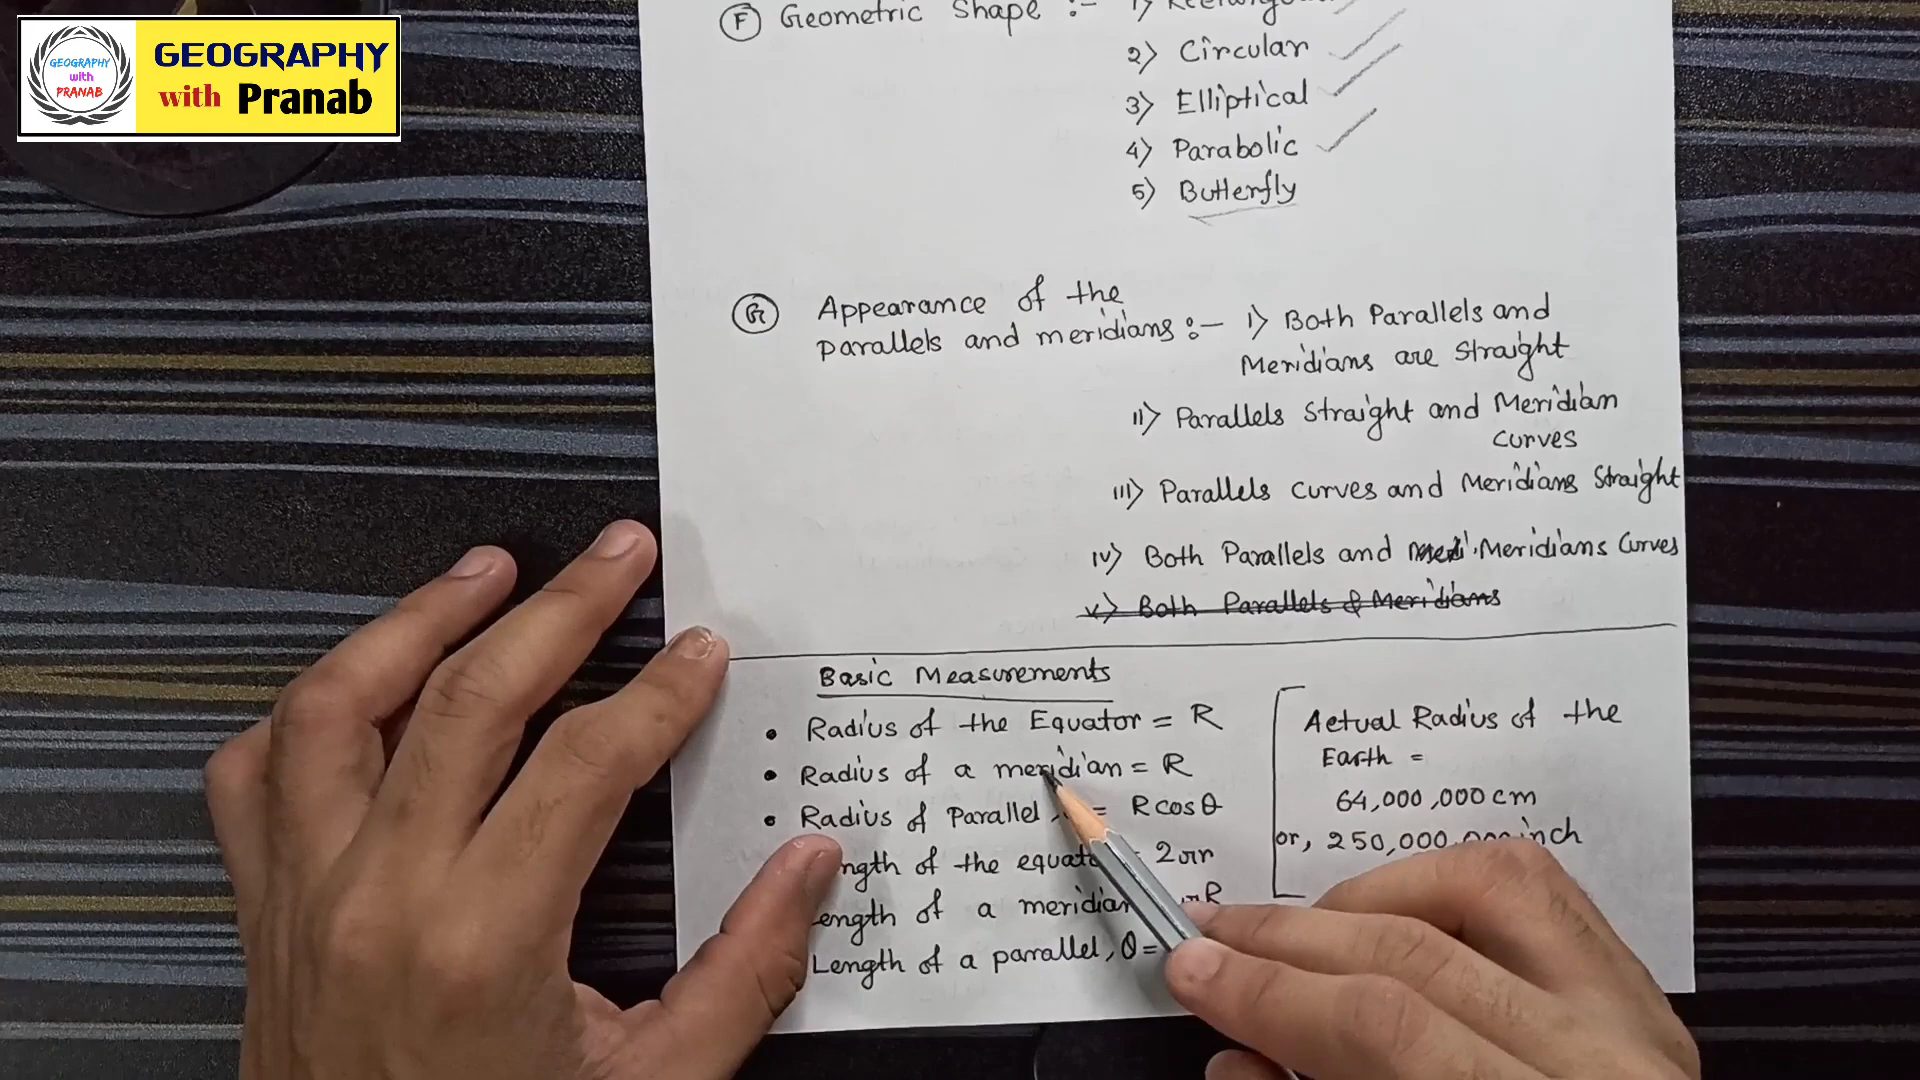 GEOGRAPHY
with
PRANAB
GEOGRAPHY
with Pranab
F Geometric Shape :-
2) Circular
3) Elliptical
4) Parabolic
5) Butterfly
G Appearance of the
parallels and meridians :- i) Both Parallels and
Meridians are straight
ii) Parallels straight and Meridian
curves
iii) Parallels curves and Meridians straight
iv) Both Parallels and Meridians Curves
v) Both Parallels & Meridians
Basic Measurements
• Radius of the Equator = R
• Radius of a meridian = R
• Radius of Parallel, = R cos θ
of the 2πr
of a meridian πR
Length of a parallel, θ =
Actual Radius of the
Earth =
64,000,000 cm
or, 250,000,000 inch